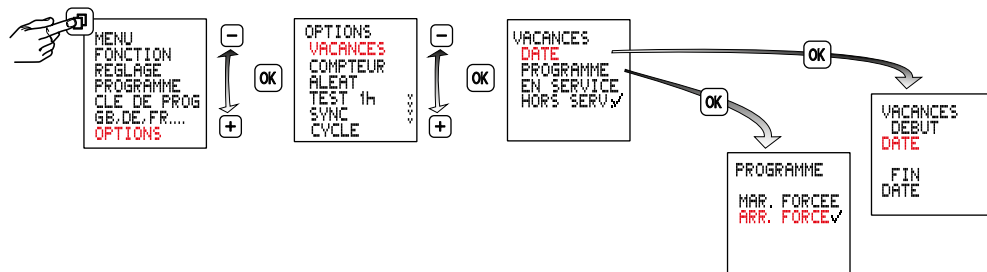 MENU
FONCTION
REGLAGE
PROGRAMME
CLE DE PROG
GB,DE,FR....
OPTIONS
OK
OPTIONS
VACANCES
COMPTEUR
ALEAT
TEST 1h
SYNC
CYCLE
OK
VACANCES
DATE
PROGRAMME
EN SERVICE
HORS SERV✓
OK
OK
PROGRAMME
MAR. FORCEE
ARR. FORCE✓
VACANCES
DEBUT
DATE
FIN
DATE